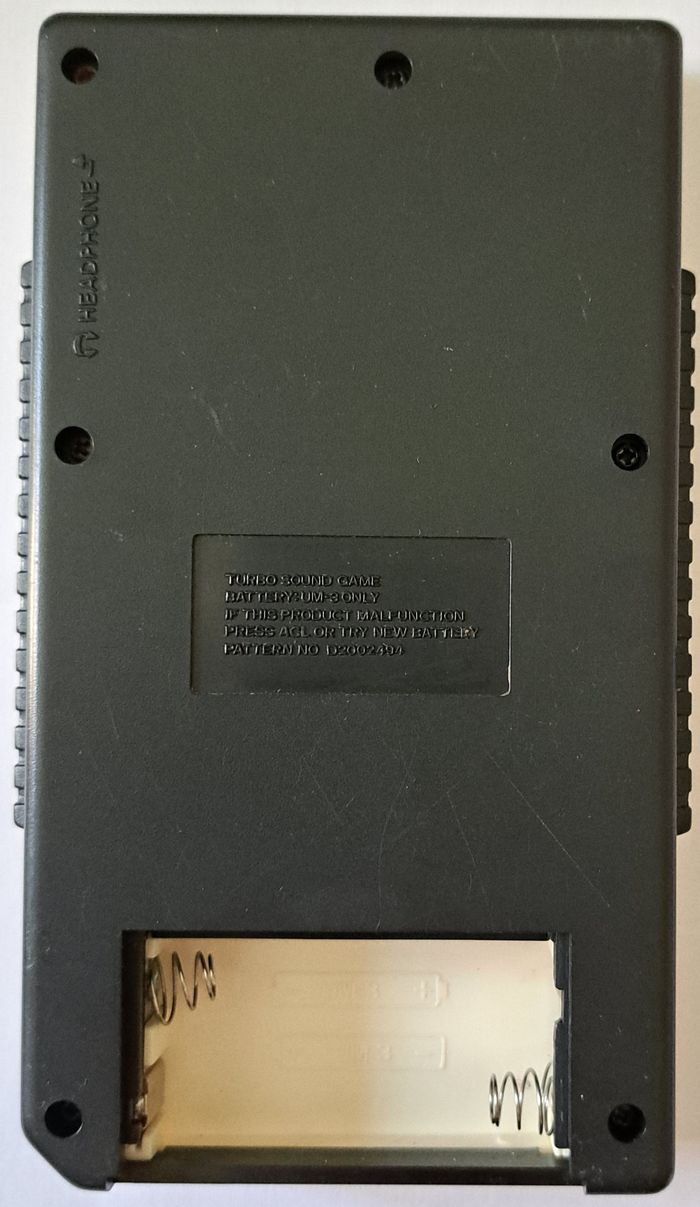 HEADPHONE
TURBO SOUND GAME
BATTERY:UM-3 ONLY
IF THIS PRODUCT MALFUNCTION
PRESS ACL OR TRY NEW BATTERY
PATTERN NO D2002494
+